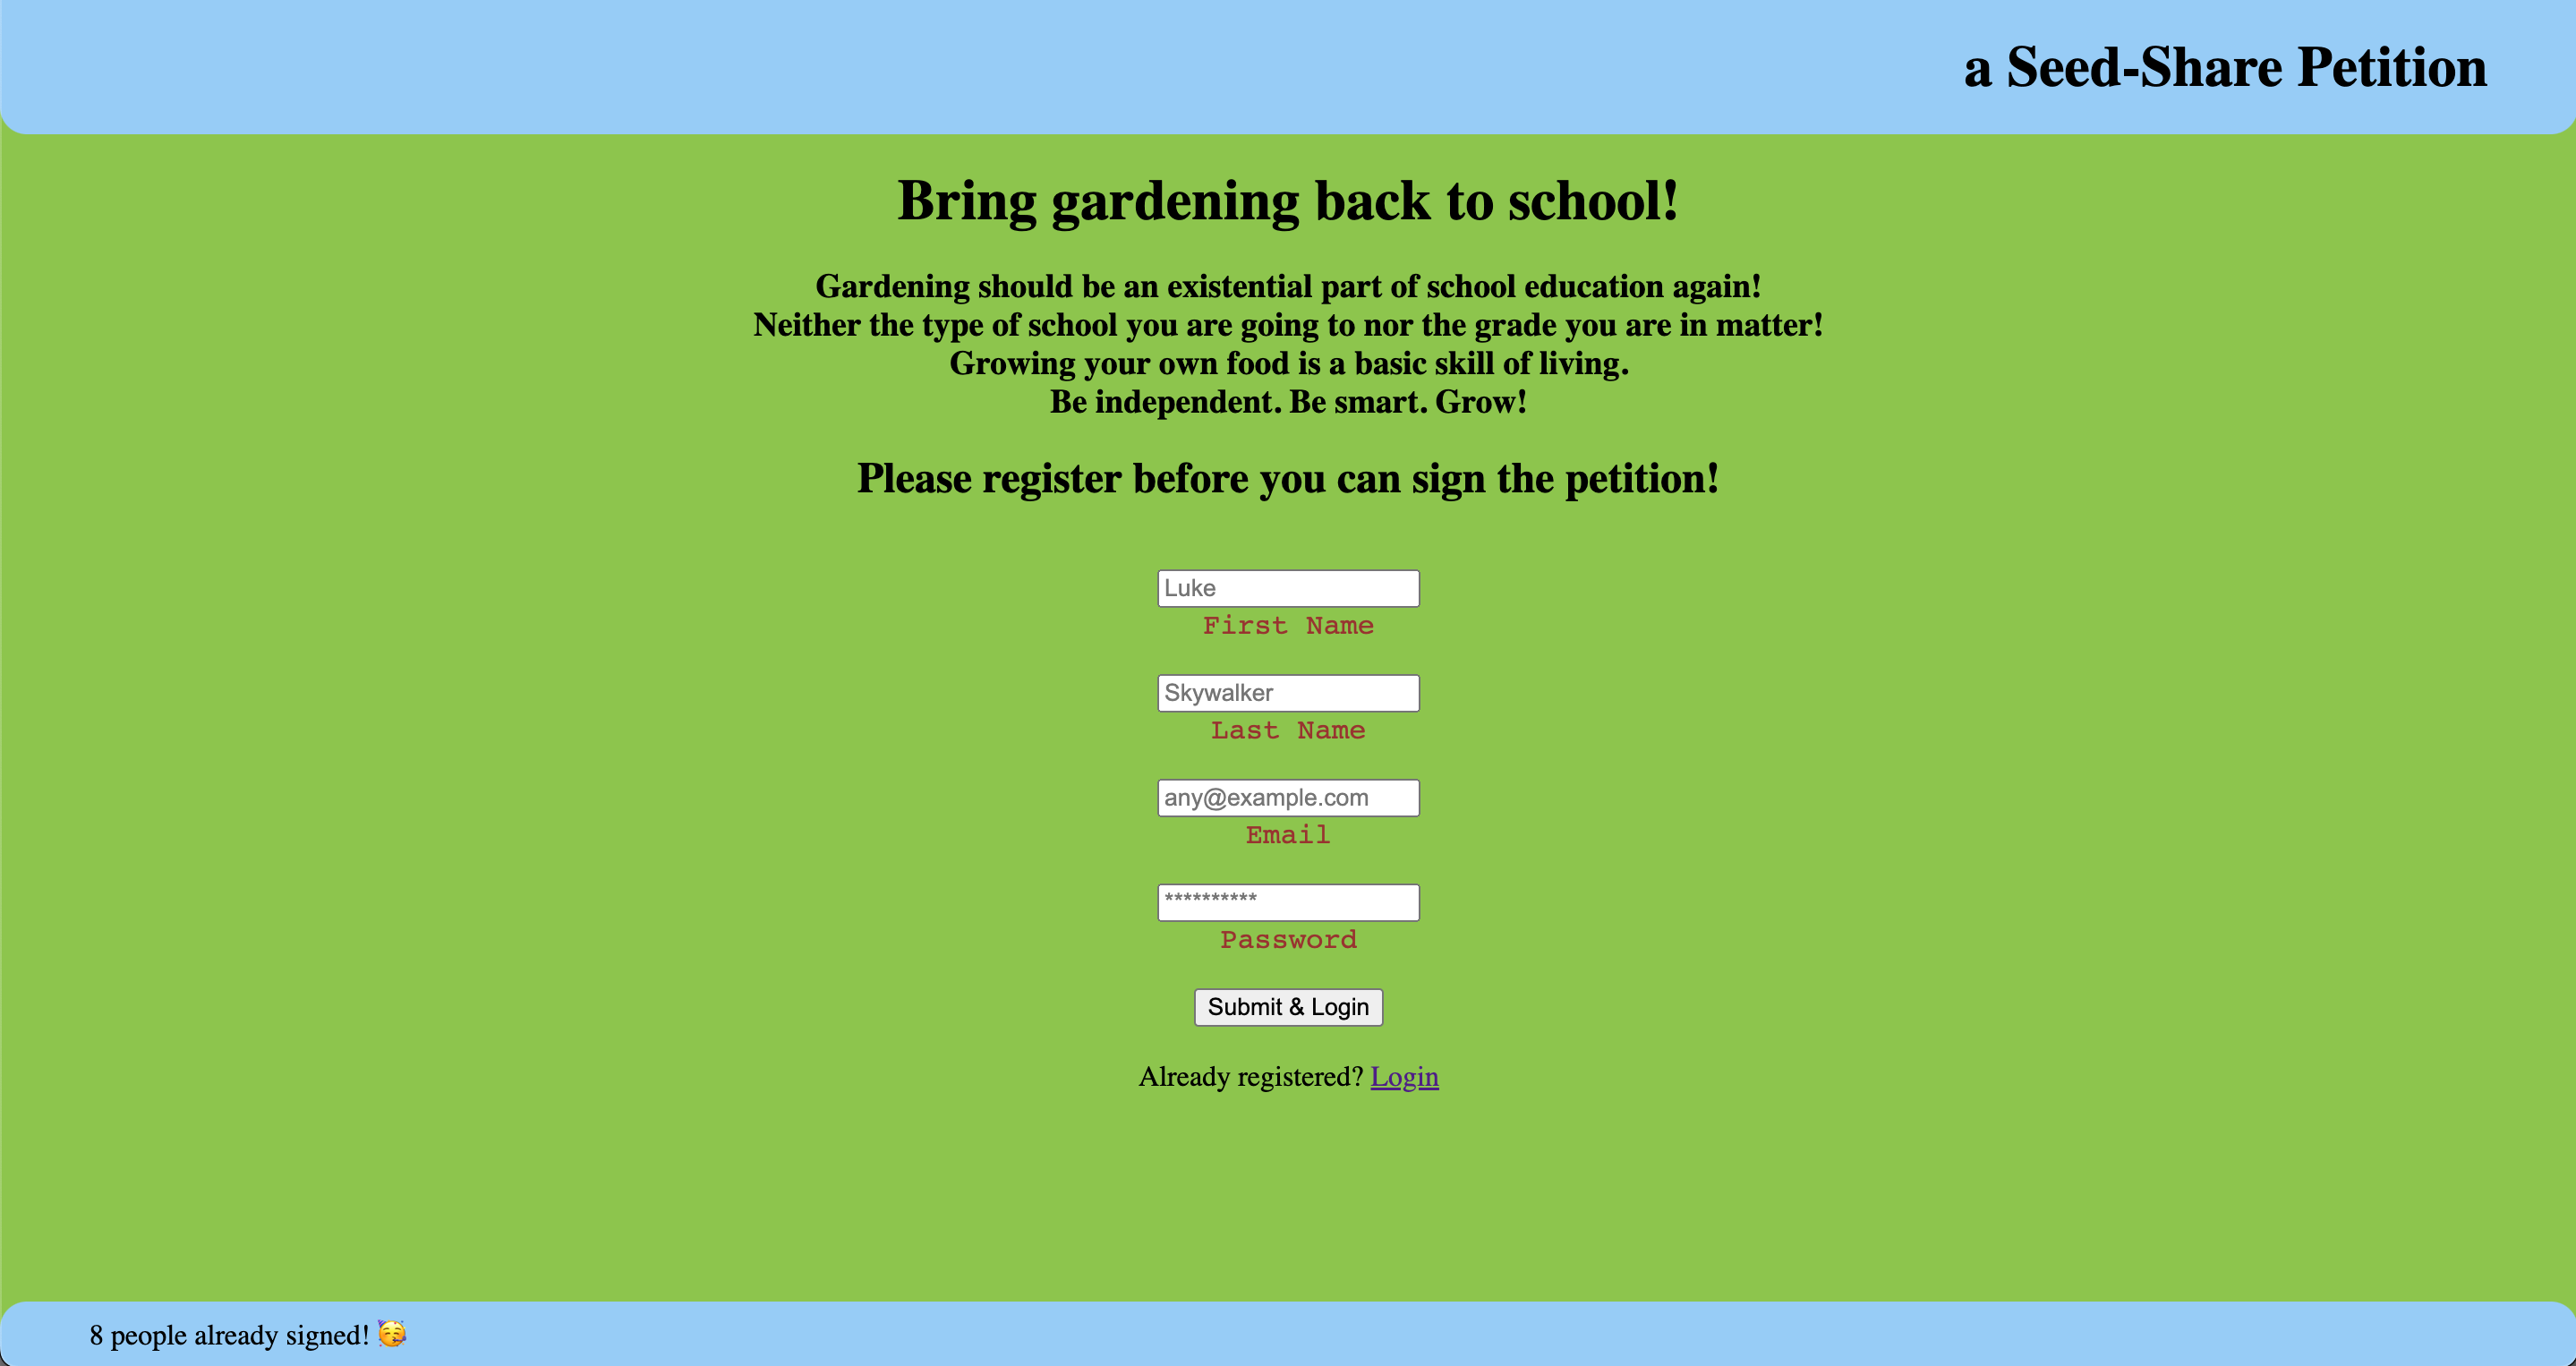 a Seed-Share Petition
Bring gardening back to school!
Gardening should be an existential part of school education again!
Neither the type of school you are going to nor the grade you are in matter!
Growing your own food is a basic skill of living.
Be independent. Be smart. Grow!
Please register before you can sign the petition!
Luke
First Name
Skywalker
Last Name
any@example.com
Email
**********
Password
Submit & Login
Already registered? Login
8 people already signed! 🥳